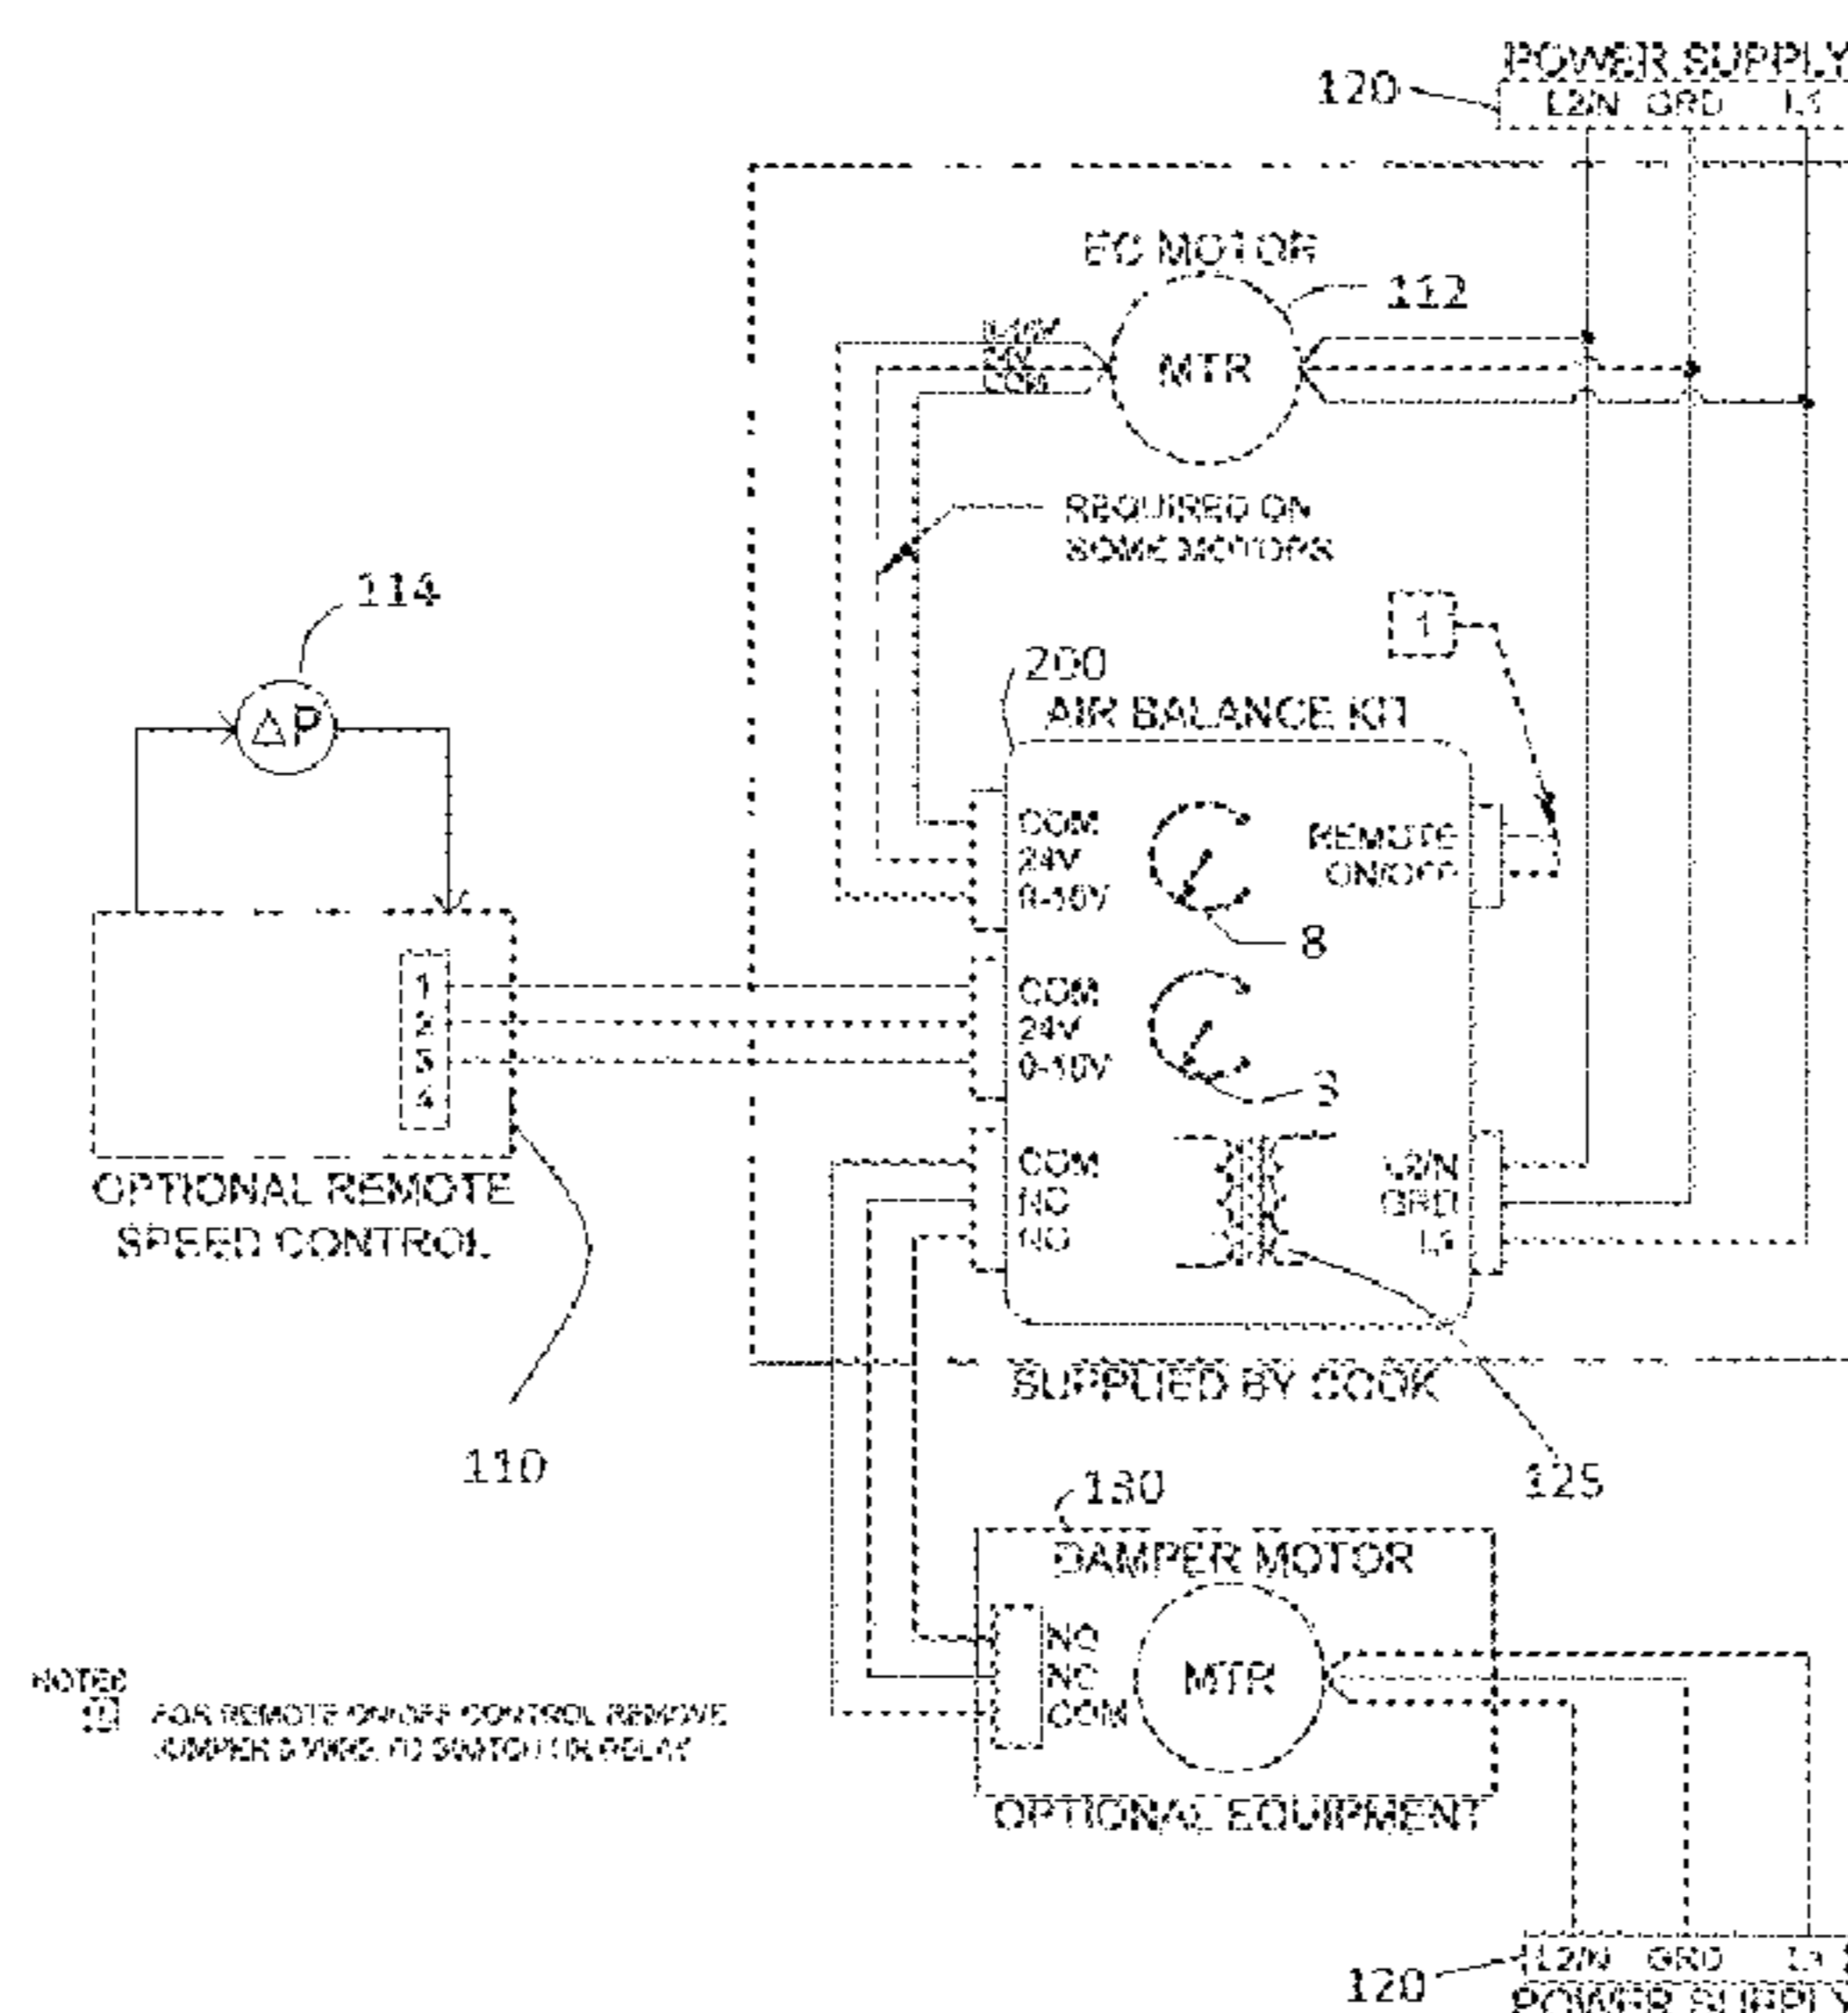 POWER SUPPLY
120
L2/N GRD L1
EC MOTOR
112
0-10V
24V
COM
MTR
REQUIRED ON
SOME MOTORS
114
1
200
ΔP
AIR BALANCE KIT
COM
24V
0-10V
REMOTE
ON/OFF
8
1
2
3
4
COM
24V
0-10V
3
OPTIONAL REMOTE
SPEED CONTROL
COM
NC
NO
L2/N
GRD
L1
SUPPLIED BY COOK
110
125
130
DAMPER MOTOR
NO
NC
COM
MTR
NOTES
1 FOR REMOTE ON/OFF CONTROL REMOVE
JUMPER & WIRE TO SWITCH OR RELAY
OPTIONAL EQUIPMENT
L2/N GRD L1
120
POWER SUPPLY